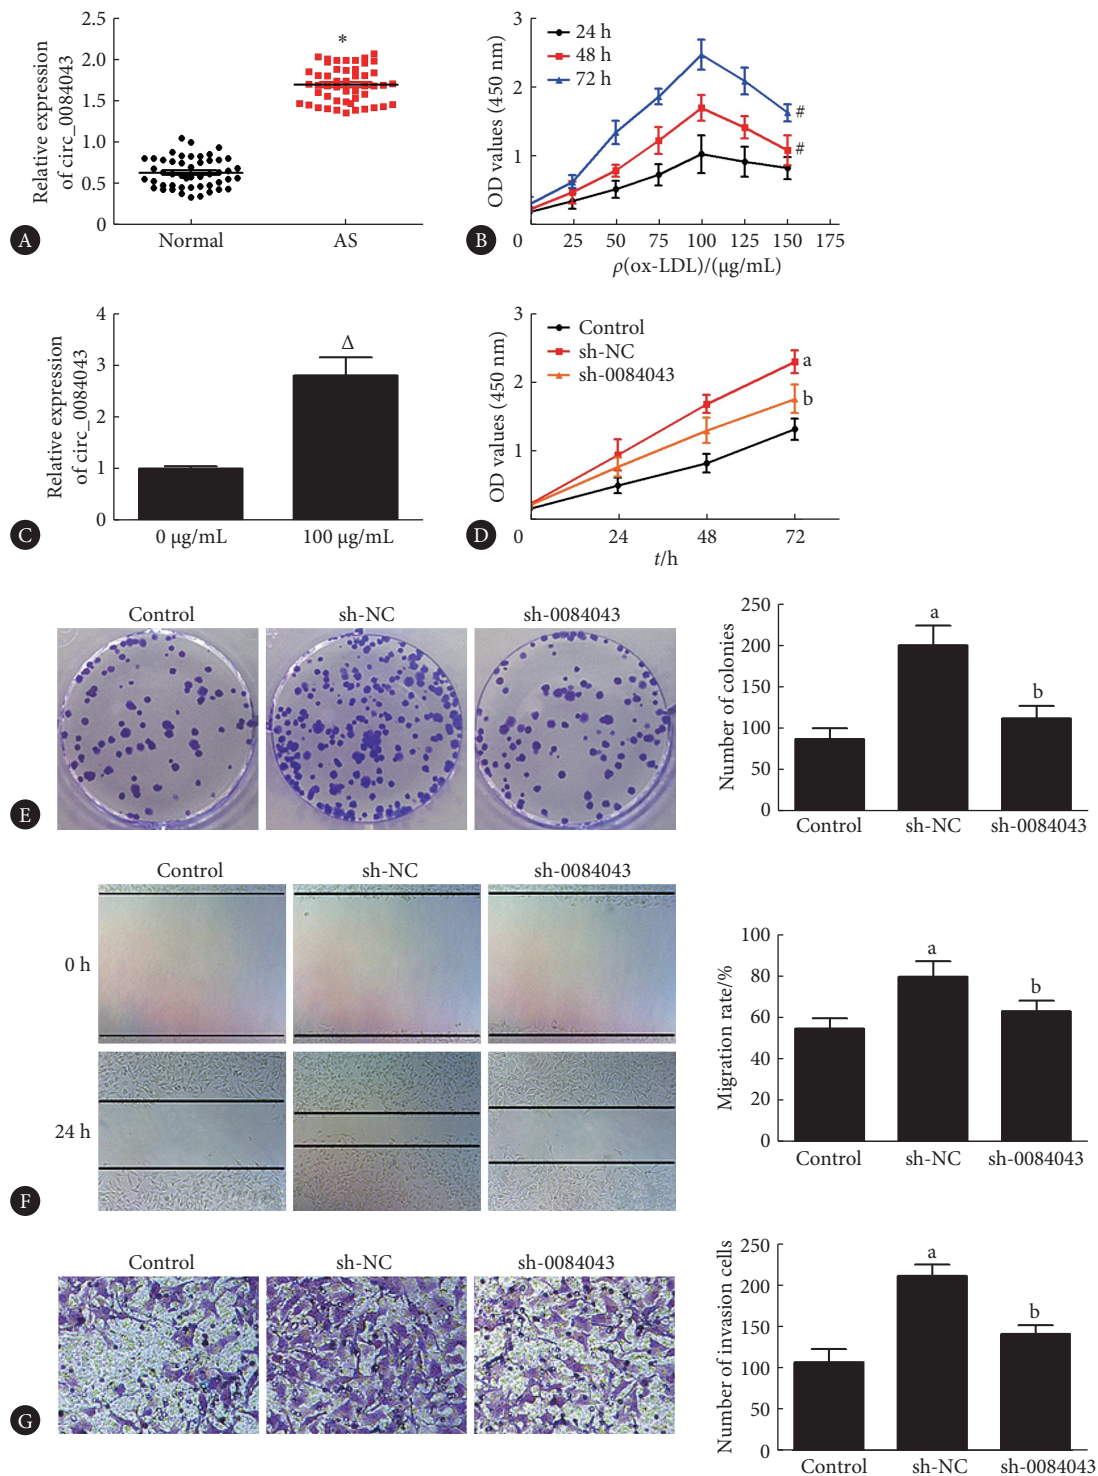 2.5
2.0
1.5
1.0
0.5
0
Relative expression
of circ_0084043
*
Normal
AS
A
3
2
1
0
OD values (450 nm)
24 h
48 h
72 h
#
#
25
50
75
100
125
150
175
ρ(ox-LDL)/(μg/mL)
B
4
3
2
1
0
Relative expression
of circ_0084043
Δ
0 μg/mL
100 μg/mL
C
3
2
1
0
OD values (450 nm)
Control
sh-NC
sh-0084043
a
b
24
48
72
t/h
D
Control
sh-NC
sh-0084043
E
250
200
150
100
50
0
Number of colonies
a
b
Control
sh-NC
sh-0084043
Control
sh-NC
sh-0084043
0 h
24 h
F
100
80
60
40
20
0
Migration rate/%
a
b
Control
sh-NC
sh-0084043
Control
sh-NC
sh-0084043
G
250
200
150
100
50
0
Number of invasion cells
a
b
Control
sh-NC
sh-0084043